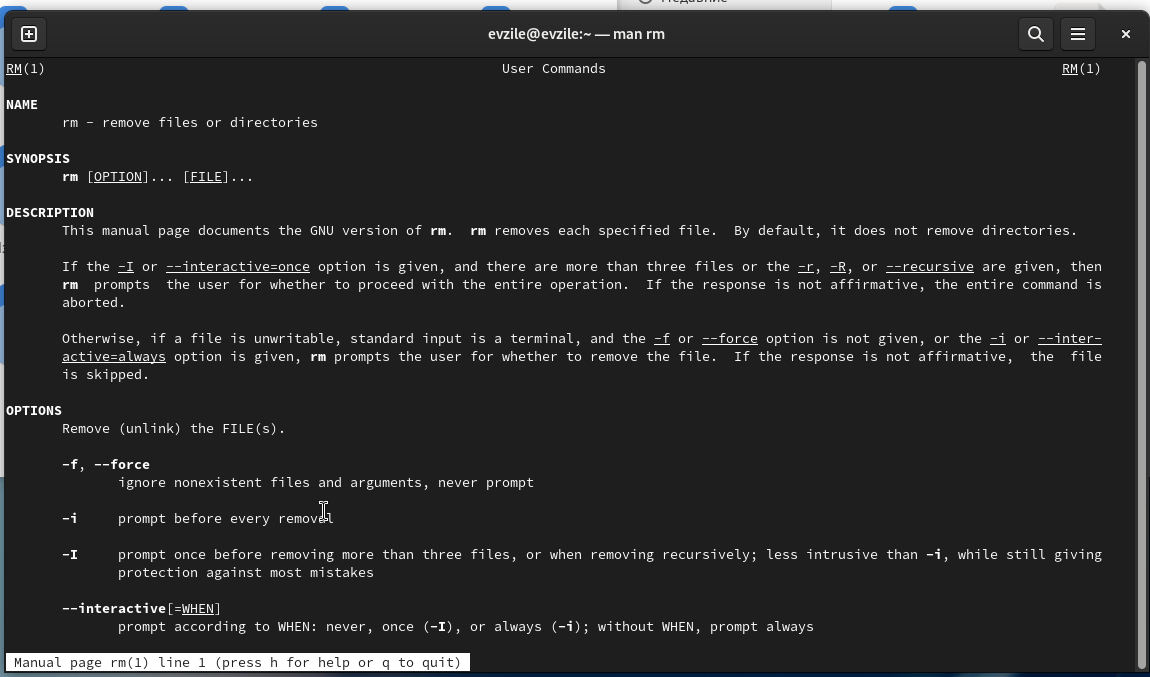 Недавние
evzile@evzile:~ — man rm
RM(1) User Commands RM(1)
NAME
rm - remove files or directories
SYNOPSIS
rm [OPTION]... [FILE]...
DESCRIPTION
This manual page documents the GNU version of rm.  rm removes each specified file.  By default, it does not remove directories.
If the -I or --interactive=once option is given, and there are more than three files or the -r, -R, or --recursive are given, then
rm  prompts  the user for whether to proceed with the entire operation.  If the response is not affirmative, the entire command is
aborted.
Otherwise, if a file is unwritable, standard input is a terminal, and the -f or --force option is not given, or the -i or --inter-
active=always option is given, rm prompts the user for whether to remove the file.  If the response is not affirmative,  the  file
is skipped.
OPTIONS
Remove (unlink) the FILE(s).
-f, --force
ignore nonexistent files and arguments, never prompt
-i     prompt before every removal
-I     prompt once before removing more than three files, or when removing recursively; less intrusive than -i, while still giving
protection against most mistakes
--interactive[=WHEN]
prompt according to WHEN: never, once (-I), or always (-i); without WHEN, prompt always
Manual page rm(1) line 1 (press h for help or q to quit)